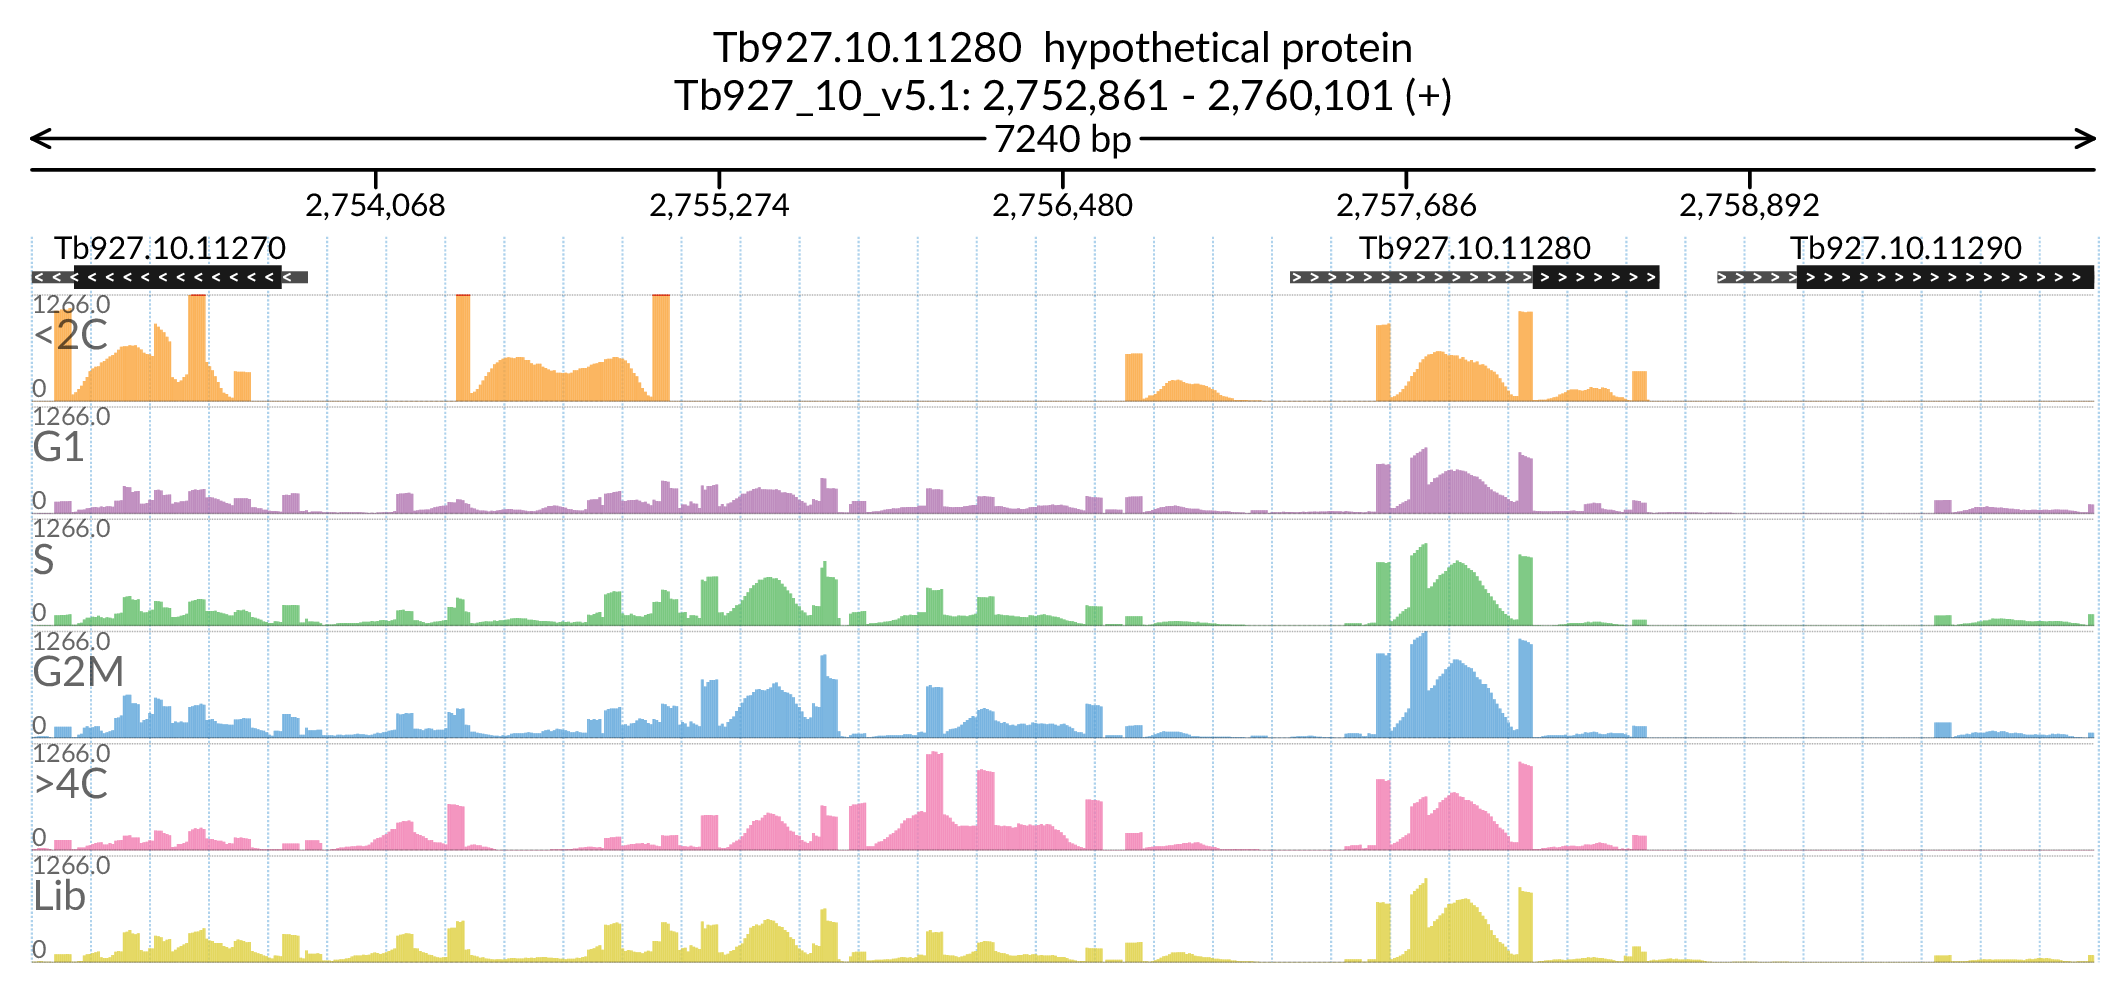 Tb927.10.11280 hypothetical protein
Tb927_10_v5.1: 2,752,861 - 2,760,101 (+)
7240 bp
2,754,068 2,755,274 2,756,480 2,757,686 2,758,892
Tb927.10.11270 Tb927.10.11280 Tb927.10.11290
1266.0
<2C
0
1266.0
G1
0
1266.0
S
0
1266.0
G2M
0
1266.0
>4C
0
1266.0
Lib
0